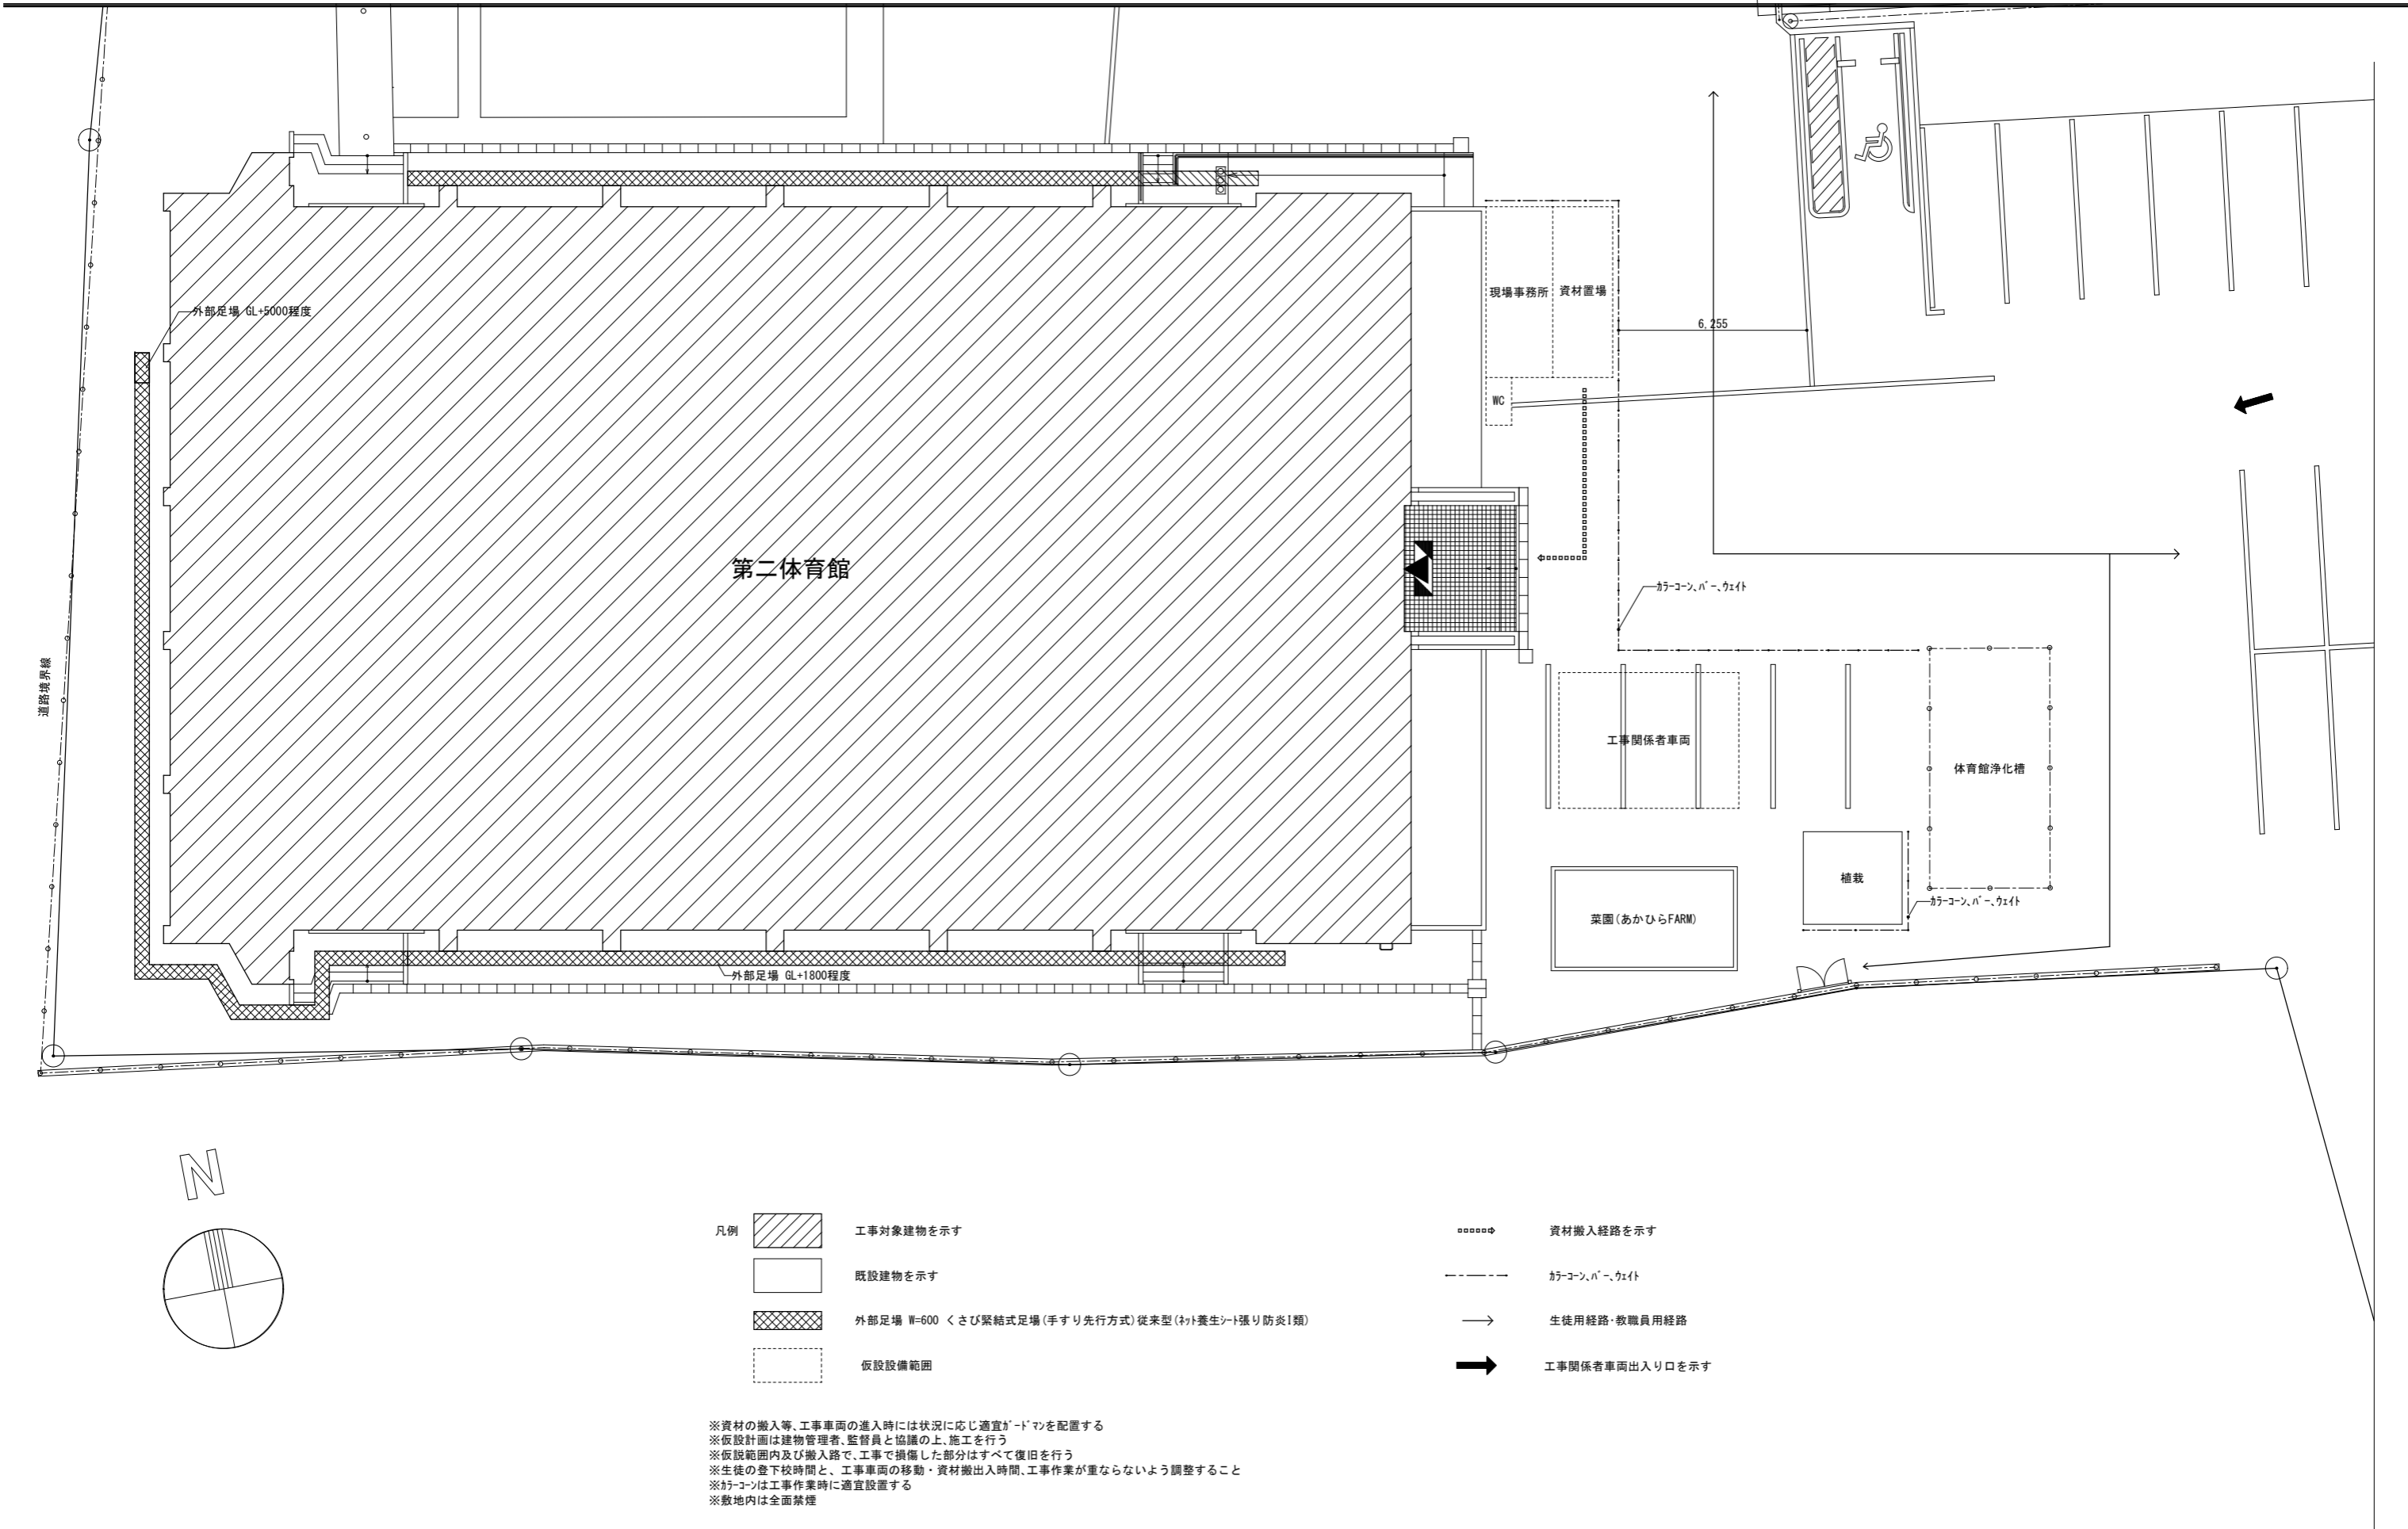 外部足場 GL+5000程度
現場事務所
資材置場
6,255
WC
第二体育館
カラーコーン、バー、ウェイト
道路境界線
工事関係者車両
体育館浄化槽
植栽
カラーコーン、バー、ウェイト
菜園(あかひらFARM)
外部足場 GL+1800程度
N
凡例
工事対象建物を示す
既設建物を示す
外部足場 W=600 くさび緊結式足場(手すり先行方式)従来型(ネット養生シート張り防炎Ⅰ類)
仮設設備範囲
資材搬入経路を示す
カラーコーン、バー、ウェイト
生徒用経路・教職員用経路
工事関係者車両出入り口を示す
※資材の搬入等、工事車両の進入時には状況に応じ適宜ガードマンを配置する
※仮設計画は建物管理者、監督員と協議の上、施工を行う
※仮説範囲内及び搬入路で、工事で損傷した部分はすべて復旧を行う
※生徒の登下校時間と、工事車両の移動・資材搬出入時間、工事作業が重ならないよう調整すること
※カラーコーンは工事作業時に適宜設置する
※敷地内は全面禁煙